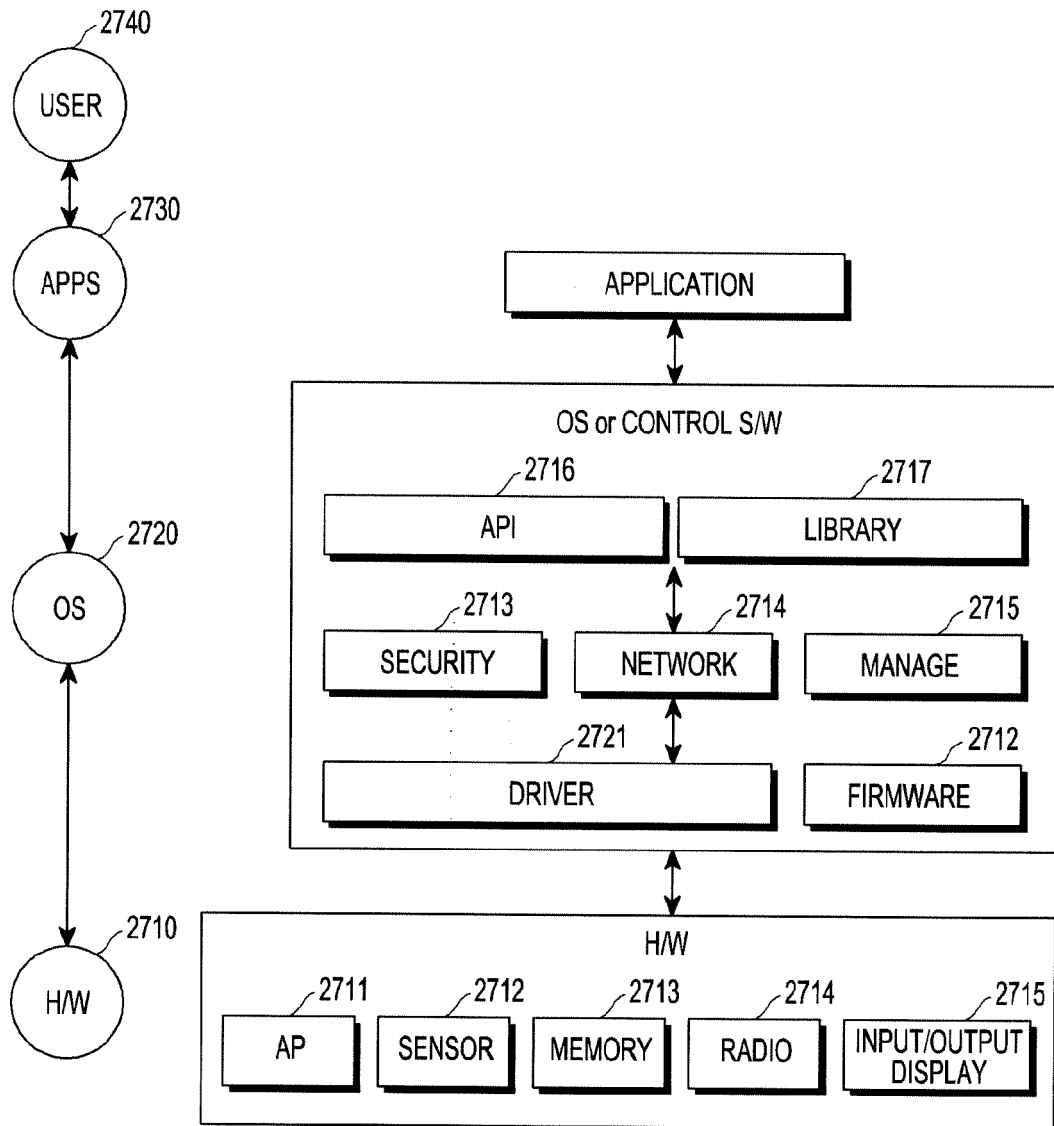 2740
USER
2730
APPS
APPLICATION
OS or CONTROL S/W
2716
2717
API
LIBRARY
2720
OS
2713
2714
2715
SECURITY
NETWORK
MANAGE
2721
2712
DRIVER
FIRMWARE
2710
H/W
H/W
2711
2712
2713
2714
2715
AP
SENSOR
MEMORY
RADIO
INPUT/OUTPUT
DISPLAY